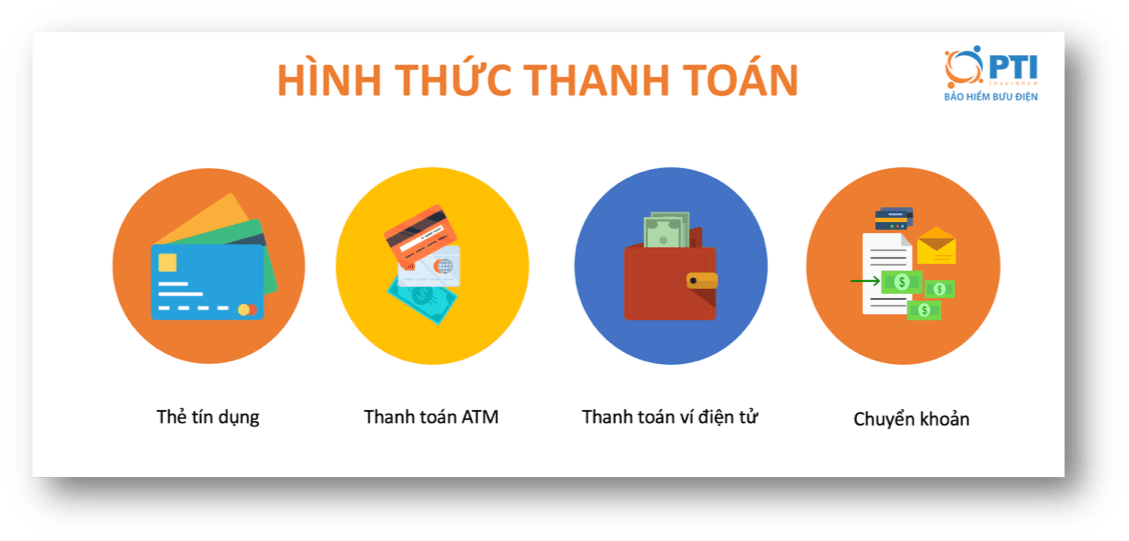 HÌNH THỨC THANH TOÁN
PTI
INSURANCE
BẢO HIỂM BƯU ĐIỆN
Thẻ tín dụng
Thanh toán ATM
Thanh toán ví điện tử
Chuyển khoản